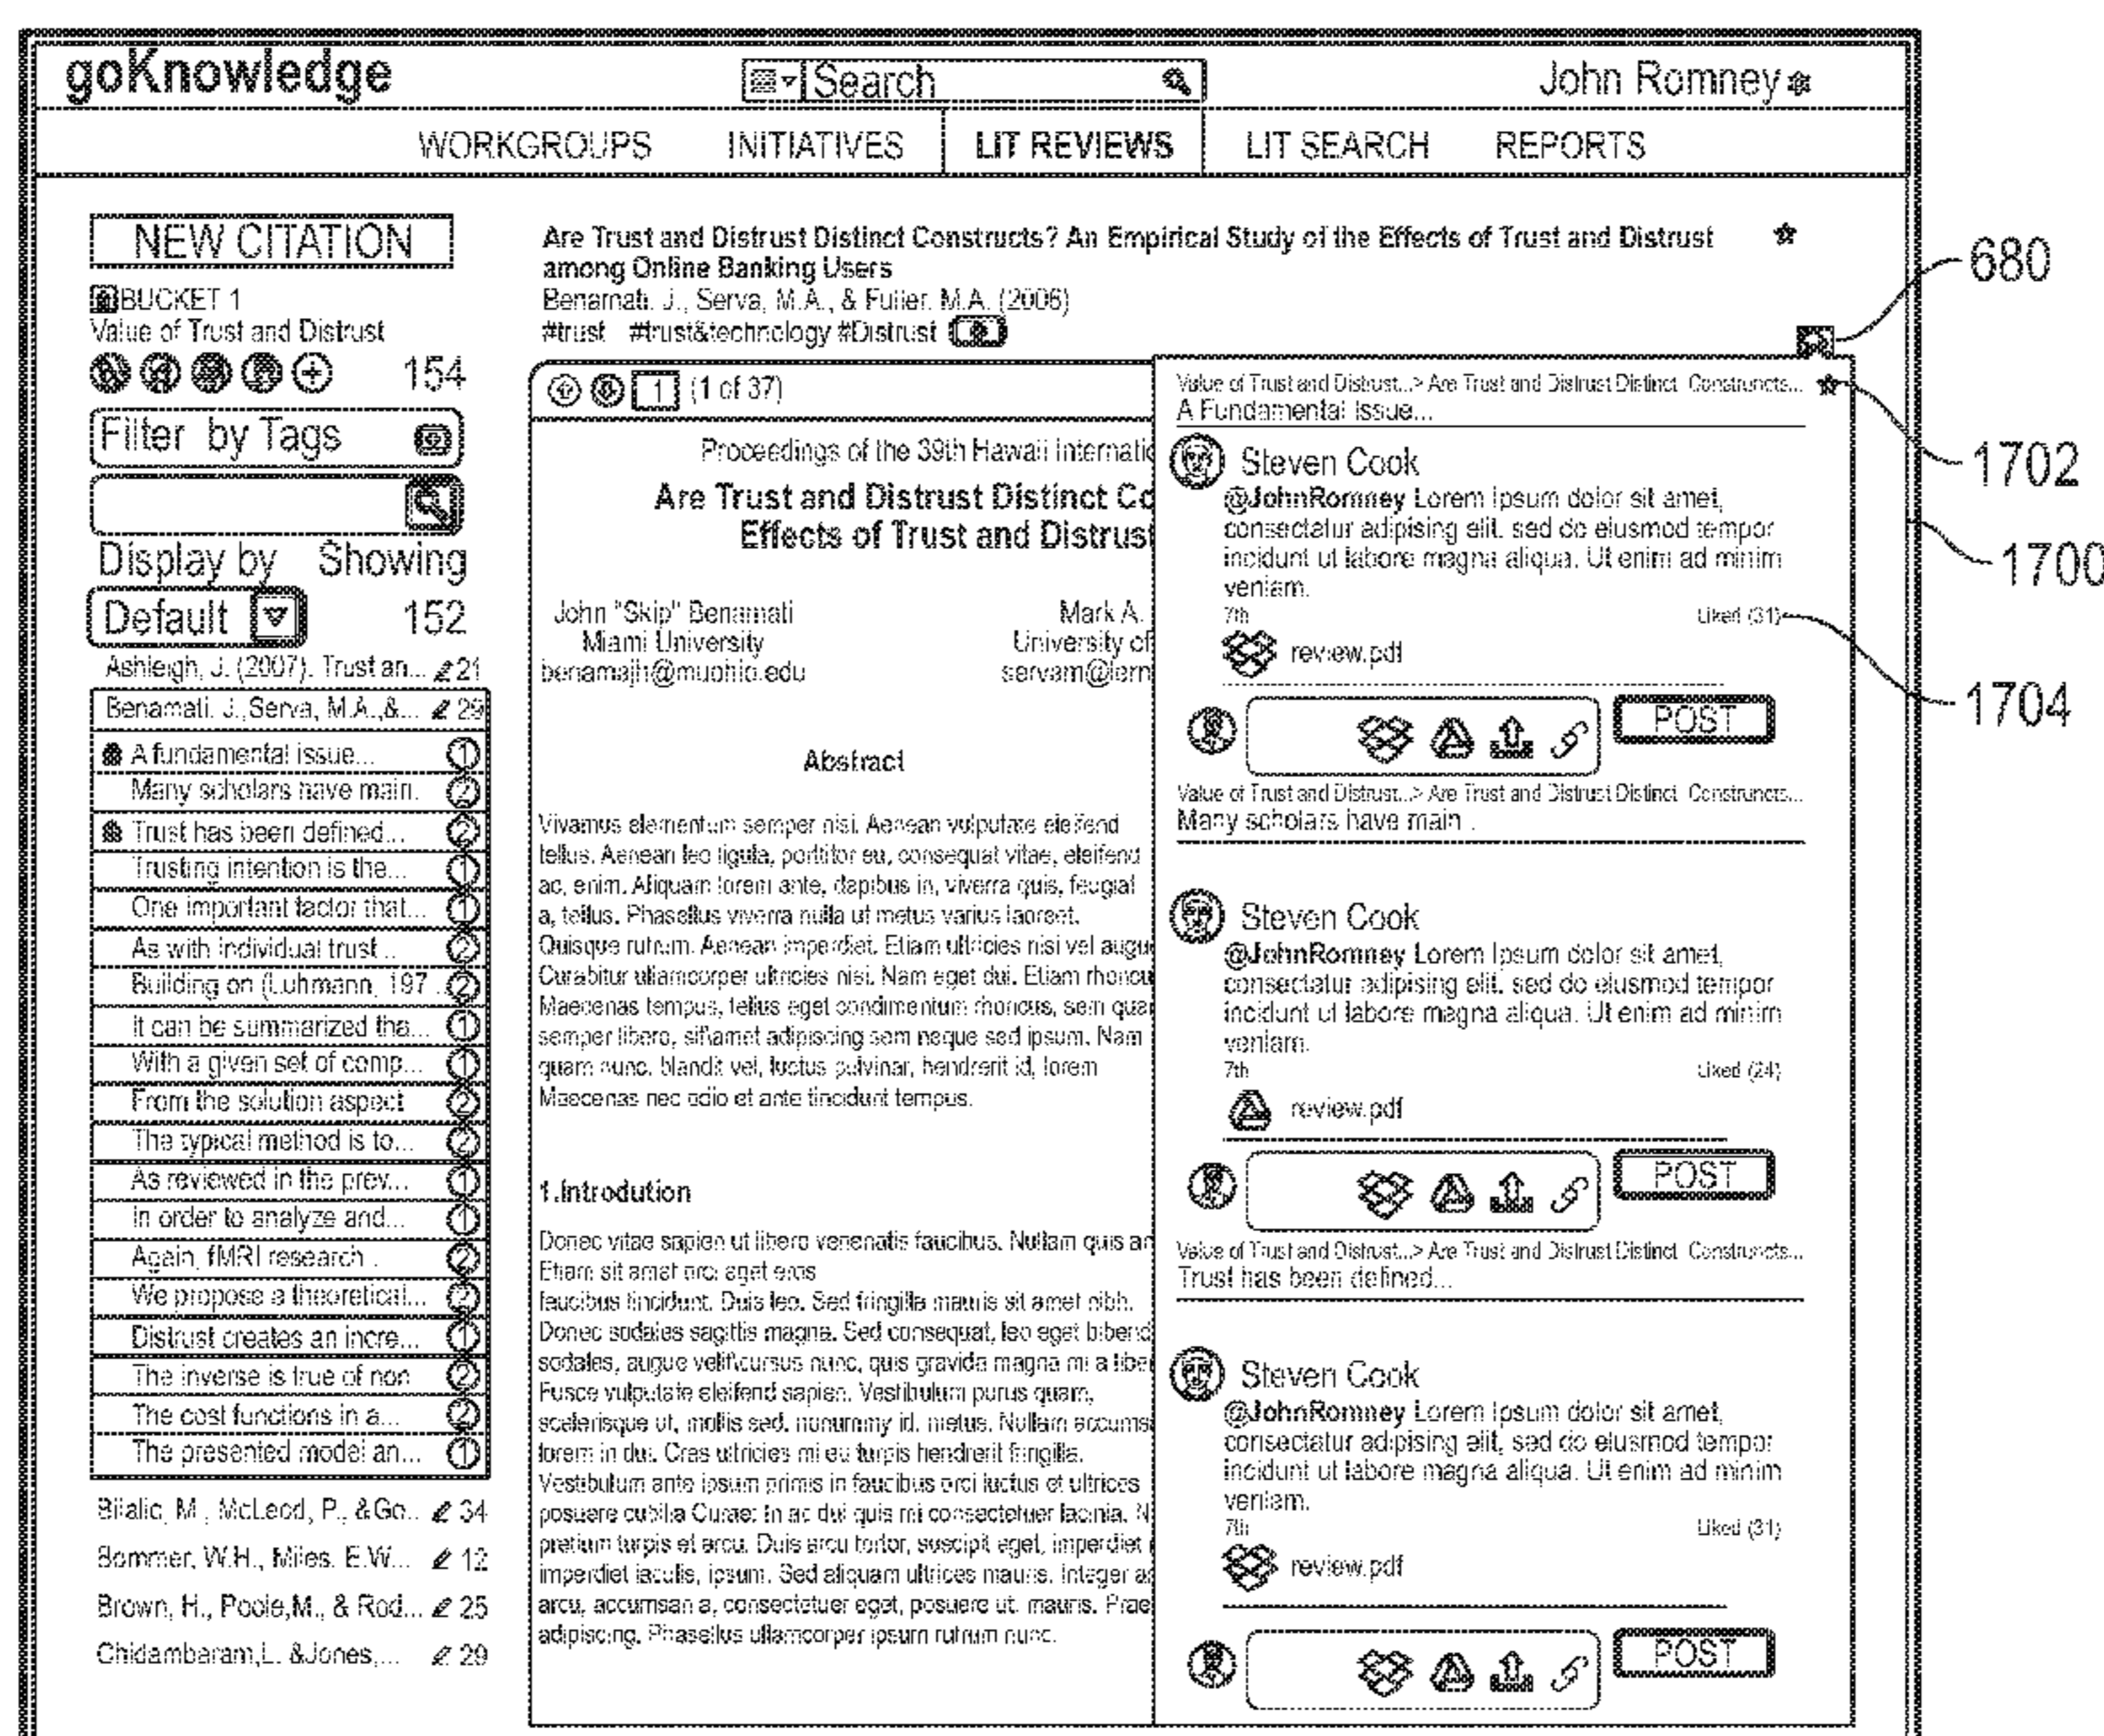 goKnowledge
Search
John Romney
WORKGROUPS INITIATIVES LIT REVIEWS LIT SEARCH REPORTS
NEW CITATION
BUCKET 1
Value of Trust and Distrust
154
Filter by Tags
Display by Showing
Default 152
Ashleigh, J. (2007). Trust an... 21
Benamati. J.,Serva, M.A.,&... 29
A fundamental issue... 1
Many scholars have main. 2
Trust has been defined... 2
Trusting intention is the... 1
One important factor that... 1
As with individual trust .. 2
Building on (Luhmann, 197 .. 2
It can be summarized tha... 1
With a given set of comp... 1
From the solution aspect 2
The typical method is to... 2
As reviewed in the prev... 1
In order to analyze and... 1
Again, fMRI research . 2
We propose a theoretical... 2
Distrust creates an incre... 1
The inverse is true of non 2
The cost functions in a... 2
The presented model an... 1
Bilalic, M., McLeod, P., &Go.. 34
Bommer, W.H., Miles. E.W... 12
Brown, H., Poole,M., & Rod... 25
Chidambaram,L. &Jones,... 29
Are Trust and Distrust Distinct Constructs? An Empirical Study of the Effects of Trust and Distrust
among Online Banking Users
Benamati. J., Serva, M.A., & Fuller. M.A. (2006)
#trust #trust&technology #Distrust
1 (1 of 37)
Proceedings of the 39th Hawaii Internatio
Are Trust and Distrust Distinct Co
Effects of Trust and Distrust
John "Skip" Benamati
Miami University
benamajh@muohio.edu
Mark A.
University of
servam@lern
Abstract
Vivamus elementum semper nisi. Aenean vulputate eleifend
tellus. Aenean leo ligula, porttitor eu, consequat vitae, eleifend
ac, enim. Aliquam lorem ante, dapibus in, viverra quis, feugiat
a, tellus. Phasellus viverra nulla ut metus varius laoreet.
Quisque rutrum. Aenean imperdiet. Etiam ultricies nisi vel augue
Curabitur ullamcorper ultricies nisi. Nam eget dui. Etiam rhoncu
Maecenas tempus, tellus eget condimentum rhoncus, sem quam
semper libero, sit amet adipiscing sem neque sed ipsum. Nam
quam nunc, blandit vel, luctus pulvinar, hendrerit id, lorem
Maecenas nec odio et ante tincidunt tempus.
1.Introdution
Donec vitae sapien ut libero venenatis faucibus. Nullam quis an
Etiam sit amet orci eget eros
faucibus tincidunt. Duis leo. Sed fringilla mauris sit amet nibh.
Donec sodales sagittis magna. Sed consequat, leo eget bibend
sodales, augue velit cursus nunc, quis gravida magna mi a liber
Fusce vulputate eleifend sapien. Vestibulum purus quam,
scelerisque ut, mollis sed, nonummy id, metus. Nullam accumsa
lorem in dui. Cras ultricies mi eu turpis hendrerit fringilla.
Vestibulum ante ipsum primis in faucibus orci luctus et ultrices
posuere cubilia Curae; In ac dui quis mi consectetuer lacinia. N
pretium turpis et arcu. Duis arcu tortor, suscipit eget, imperdiet
imperdiet iaculis, ipsum. Sed aliquam ultrices mauris. Integer a
arcu, accumsan a, consectetuer eget, posuere ut, mauris. Prae
adipiscing. Phasellus ullamcorper ipsum rutrum nunc.
Value of Trust and Distrust...> Are Trust and Distrust Distinct Constructs...
A Fundamental Issue...
Steven Cook
@JohnRomney Lorem Ipsum dolor sit amet,
consectatur adipising elit. sed do eiusmod tempor
incidunt ut labore magna aliqua. Ut enim ad minim
veniam.
7th Liked (31)
review.pdf
POST
Value of Trust and Distrust...> Are Trust and Distrust Distinct Constructs...
Many scholars have main .
Steven Cook
@JohnRomney Lorem Ipsum dolor sit amet,
consectatur adipising elit. sed do eiusmod tempor
incidunt ut labore magna aliqua. Ut enim ad minim
veniam.
7th Liked (24)
review.pdf
POST
Value of Trust and Distrust...> Are Trust and Distrust Distinct Constructs...
Trust has been defined...
Steven Cook
@JohnRomney Lorem Ipsum dolor sit amet,
consectatur adipising elit, sed do eiusmod tempor
incidunt ut labore magna aliqua. Ut enim ad minim
veniam.
7th Liked (31)
review.pdf
POST
680
1702
1700
1704